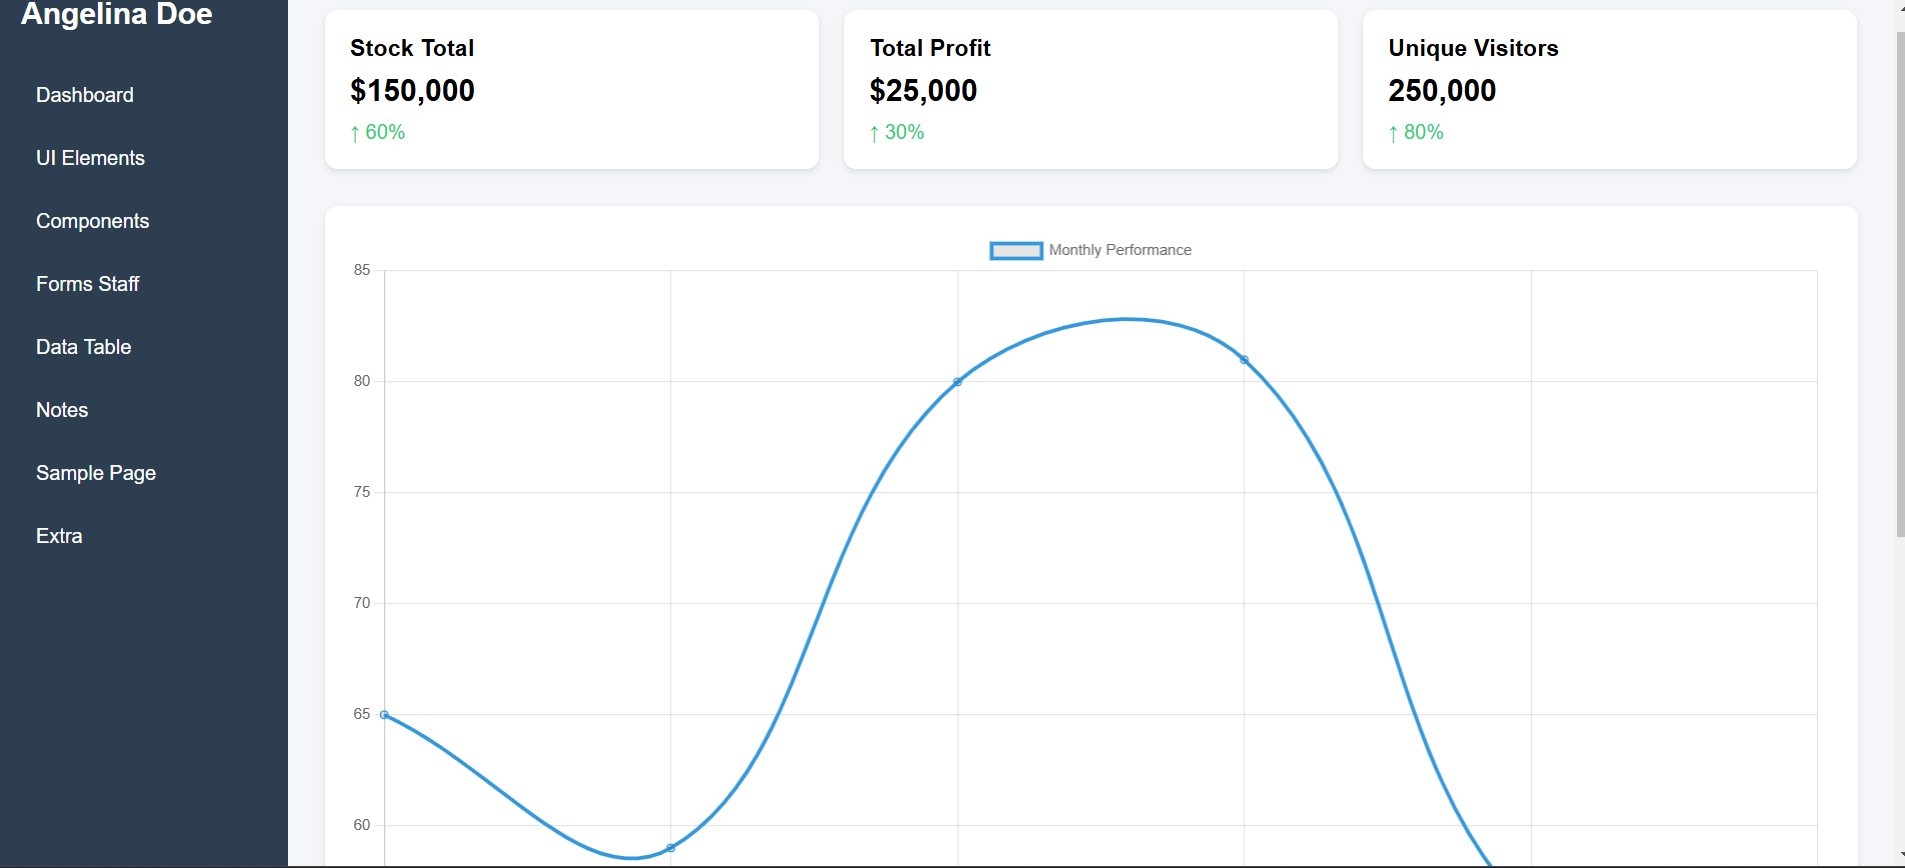 Angelina Doe
Dashboard
UI Elements
Components
Forms Staff
Data Table
Notes
Sample Page
Extra
Stock Total
$150,000
↑ 60%
Total Profit
$25,000
↑ 30%
Unique Visitors
250,000
↑ 80%
Monthly Performance
85
80
75
70
65
60